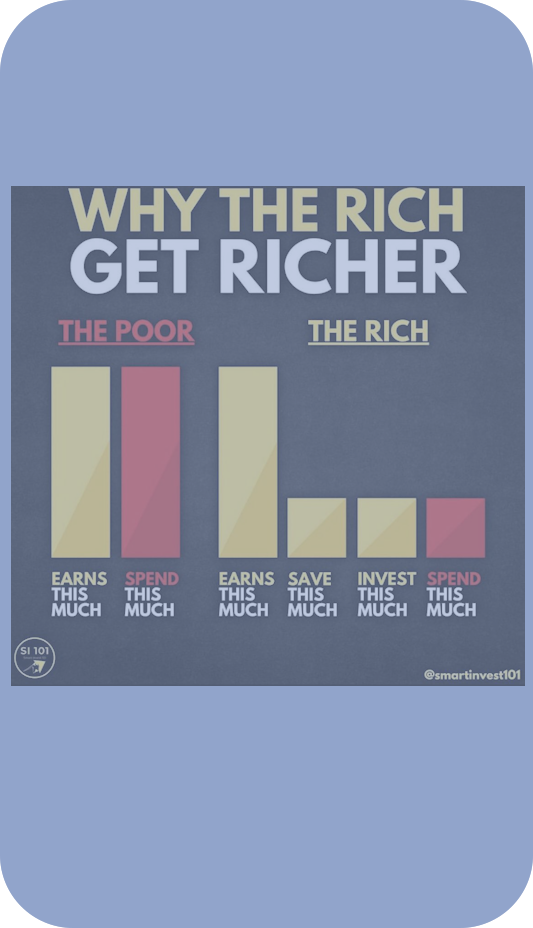 WHY THE RICH
GET RICHER
THE POOR
THE RICH
EARNS
THIS
MUCH
SPEND
THIS
MUCH
EARNS
THIS
MUCH
SAVE
THIS
MUCH
INVEST
THIS
MUCH
SPEND
THIS
MUCH
SI 101
@smartinvest101